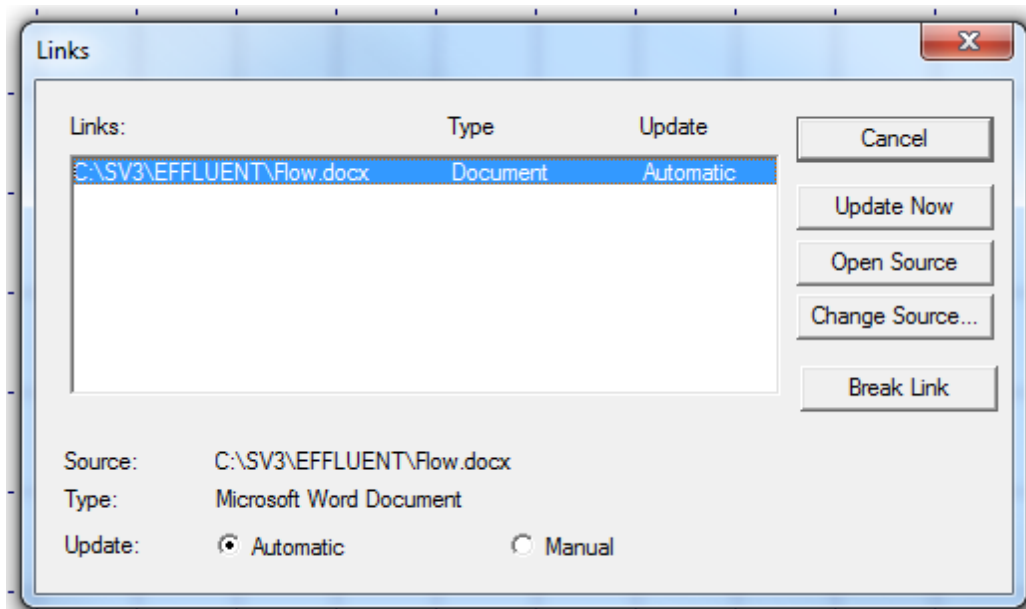 Links
Links: Type Update
C:\SV3\EFFLUENT\Flow.docx Document Automatic
Cancel
Update Now
Open Source
Change Source...
Break Link
Source: C:\SV3\EFFLUENT\Flow.docx
Type: Microsoft Word Document
Update: Automatic Manual